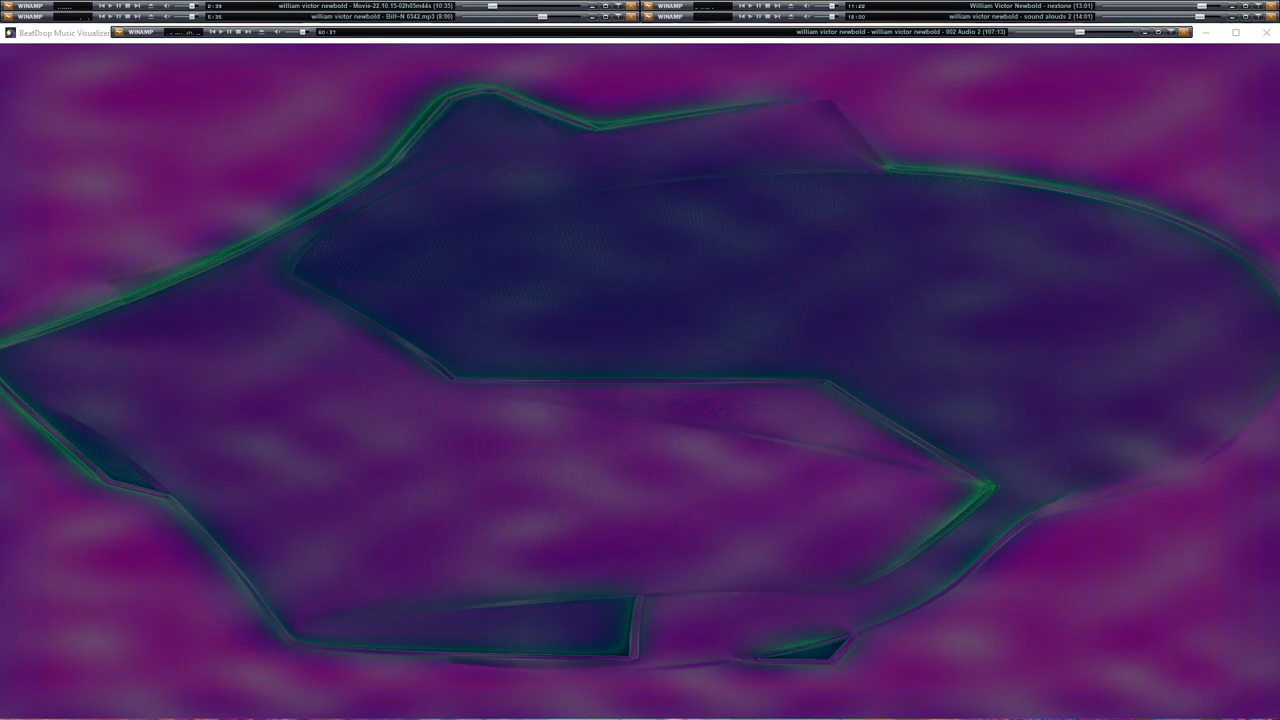 WINAMP 2:39 william victor newbold - Movie-22.10.15-02h05m44s (10:35)
WINAMP 11:22 William Victor Newbold - nextone (13:01)
WINAMP 5:35 william victor newbold - Bill~N 0342.mp3 (8:00)
WINAMP 12:00 william victor newbold - sound alouds 2 (14:01)
BeatDrop Music Visualizer WINAMP 60:37 william victor newbold - william victor newbold - 002 Audio 2 (107:13)